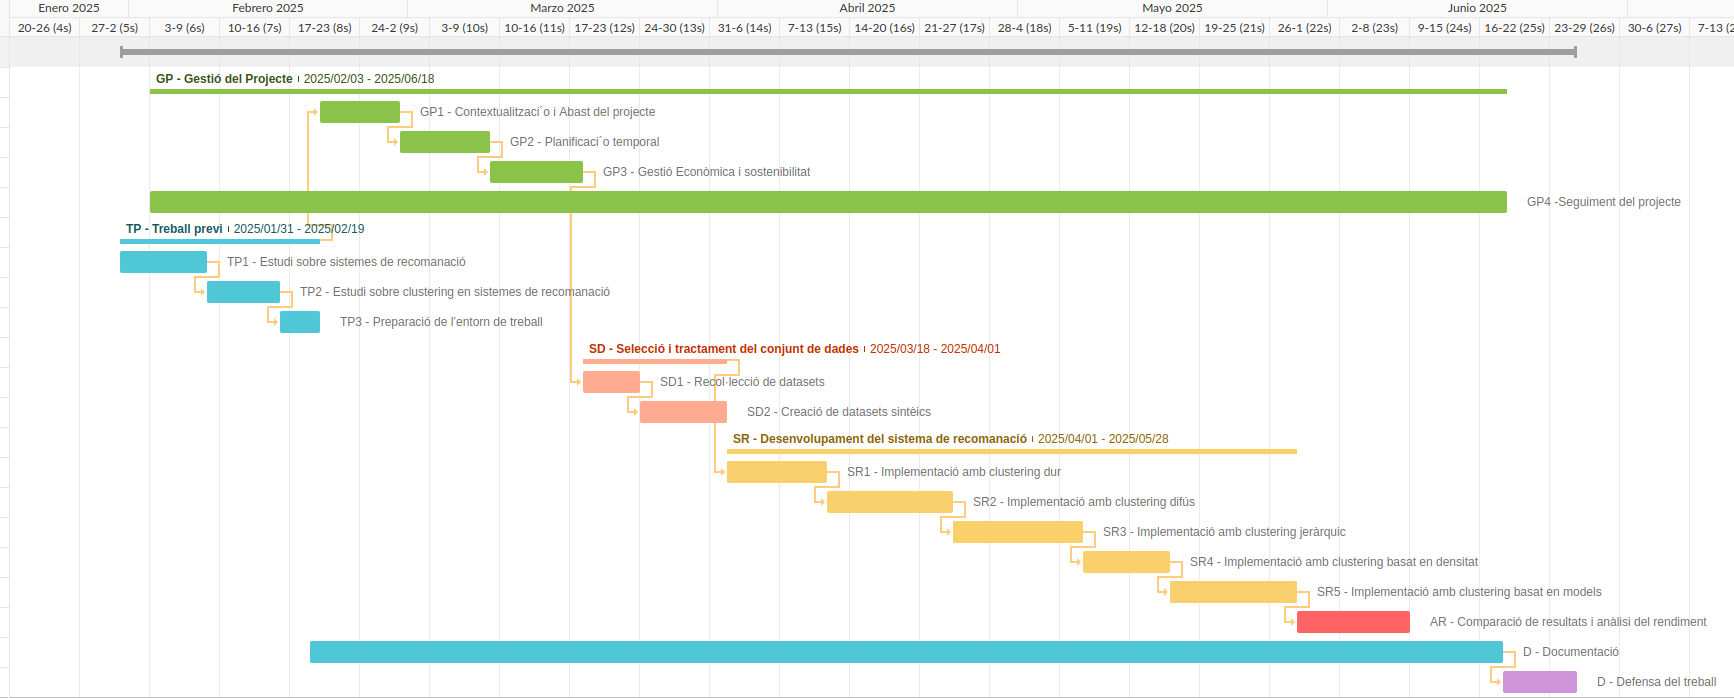 Enero 2025 Febrero 2025 Marzo 2025 Abril 2025 Mayo 2025 Junio 2025
20-26 (4s) 27-2 (5s) 3-9 (6s) 10-16 (7s) 17-23 (8s) 24-2 (9s) 3-9 (10s) 10-16 (11s) 17-23 (12s) 24-30 (13s) 31-6 (14s) 7-13 (15s) 14-20 (16s) 21-27 (17s) 28-4 (18s) 5-11 (19s) 12-18 (20s) 19-25 (21s) 26-1 (22s) 2-8 (23s) 9-15 (24s) 16-22 (25s) 23-29 (26s) 30-6 (27s) 7-13 (2
GP - Gestió del Projecte 2025/02/03 - 2025/06/18
GP1 - Contextualitzaci´o i Abast del projecte
GP2 - Planificaci´o temporal
GP3 - Gestió Econòmica i sostenibilitat
GP4 -Seguiment del projecte
TP - Treball previ 2025/01/31 - 2025/02/19
TP1 - Estudi sobre sistemes de recomanació
TP2 - Estudi sobre clustering en sistemes de recomanació
TP3 - Preparació de l'entorn de treball
SD - Selecció i tractament del conjunt de dades 2025/03/18 - 2025/04/01
SD1 - Recol·lecció de datasets
SD2 - Creació de datasets sintèics
SR - Desenvolupament del sistema de recomanació 2025/04/01 - 2025/05/28
SR1 - Implementació amb clustering dur
SR2 - Implementació amb clustering difús
SR3 - Implementació amb clustering jeràrquic
SR4 - Implementació amb clustering basat en densitat
SR5 - Implementació amb clustering basat en models
AR - Comparació de resultats i anàlisi del rendiment
D - Documentació
D - Defensa del treball